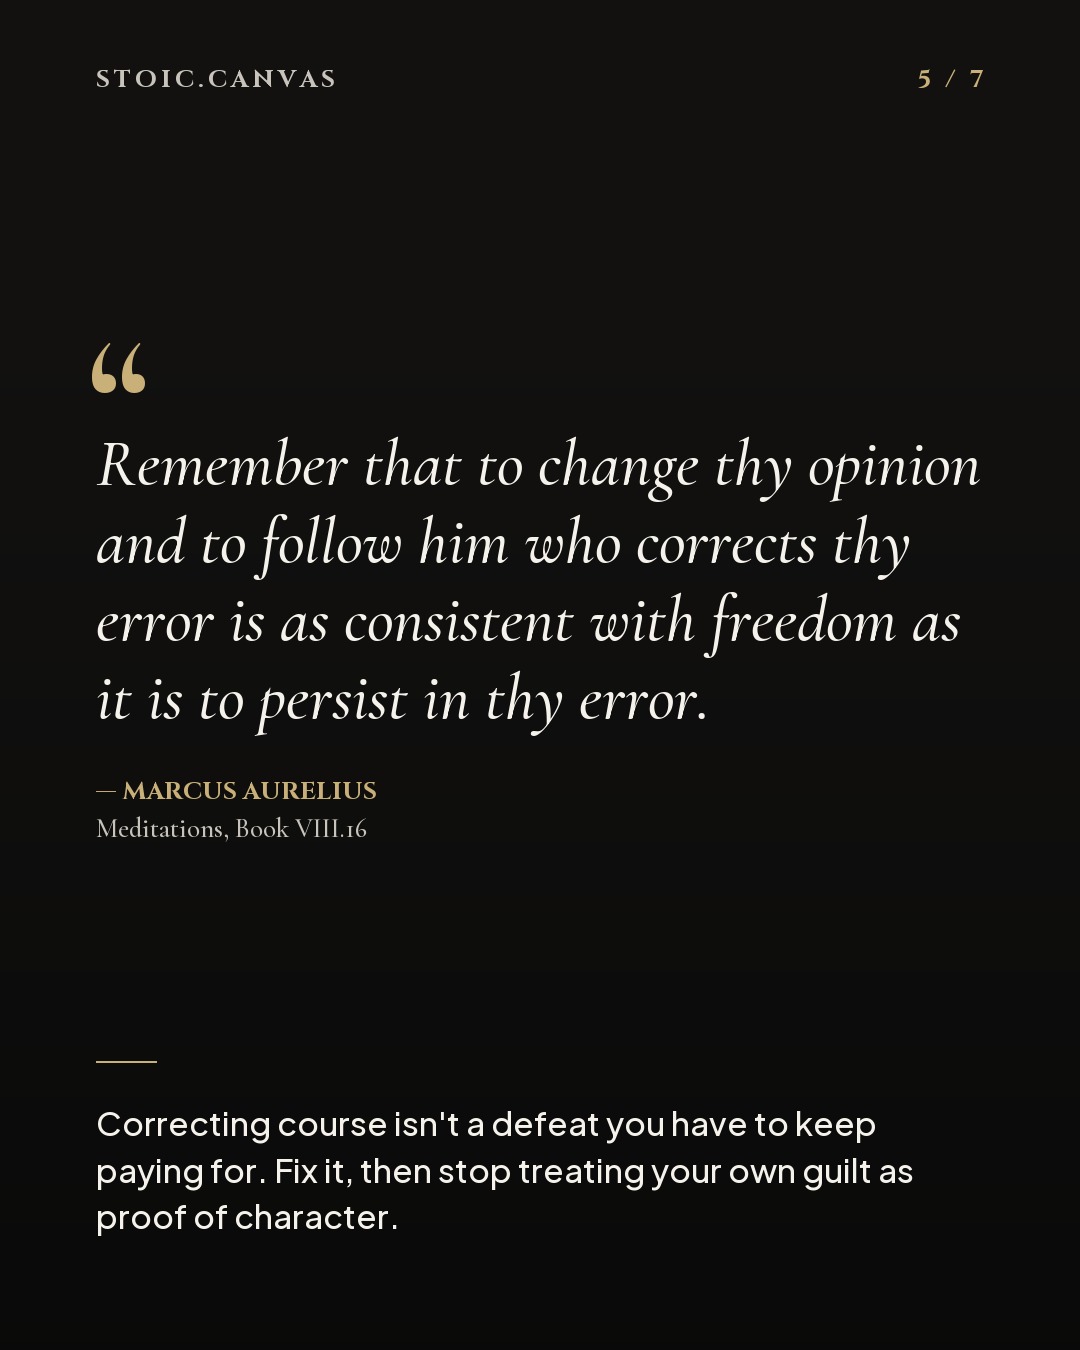 STOIC.CANVAS
5 / 7
“
Remember that to change thy opinion
and to follow him who corrects thy
error is as consistent with freedom as
it is to persist in thy error.
— MARCUS AURELIUS
Meditations, Book VIII.16
Correcting course isn't a defeat you have to keep
paying for. Fix it, then stop treating your own guilt as
proof of character.